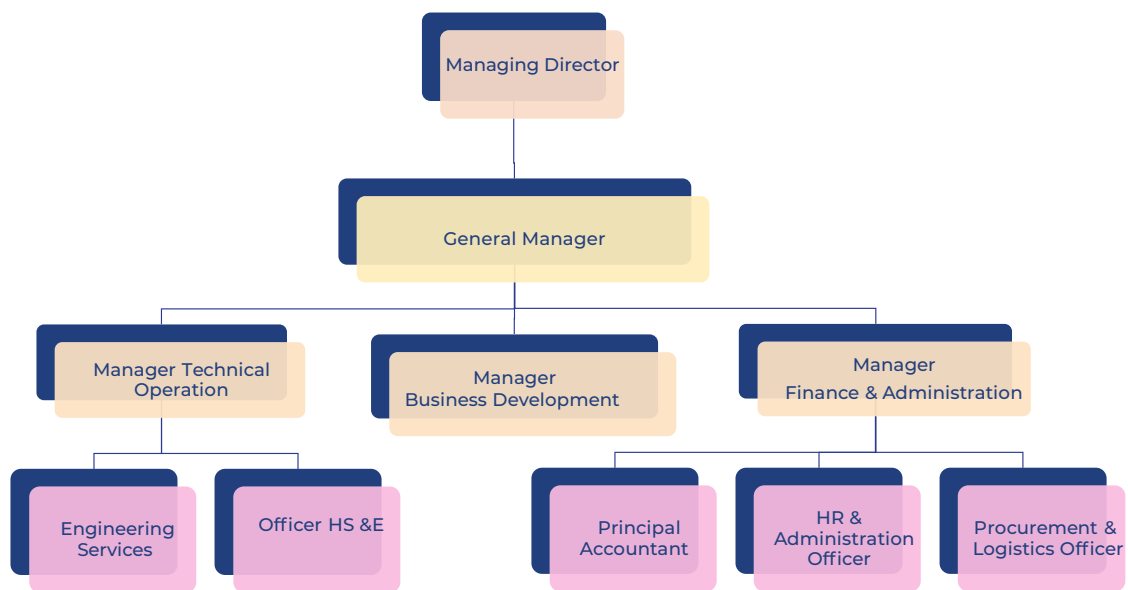 Managing Director
General Manager
Manager Technical
Operation
Manager
Business Development
Manager
Finance & Administration
Engineering
Services
Officer HS &E
Principal
Accountant
HR &
Administration
Officer
Procurement &
Logistics Officer